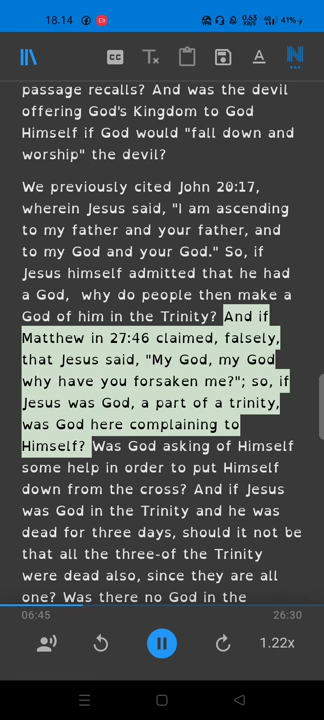 18.14
0,63
KB/S
4G
41%
CC
passage recalls? And was the devil
offering God's Kingdom to God
Himself if God would "fall down and
worship" the devil?
We previously cited John 20:17,
wherein Jesus said, "I am ascending
to my father and your father, and
to my God and your God." So, if
Jesus himself admitted that he had
a God,  why do people then make a
God of him in the Trinity? And if
Matthew in 27:46 claimed, falsely,
that Jesus said, "My God, my God
why have you forsaken me?"; so, if
Jesus was God, a part of a trinity,
was God here complaining to
Himself? Was God asking of Himself
some help in order to put Himself
down from the cross? And if Jesus
was God in the Trinity and he was
dead for three days, should it not be
that all the three-of the Trinity
were dead also, since they are all
one? Was there no God in the
06:45
26:30
1.22x